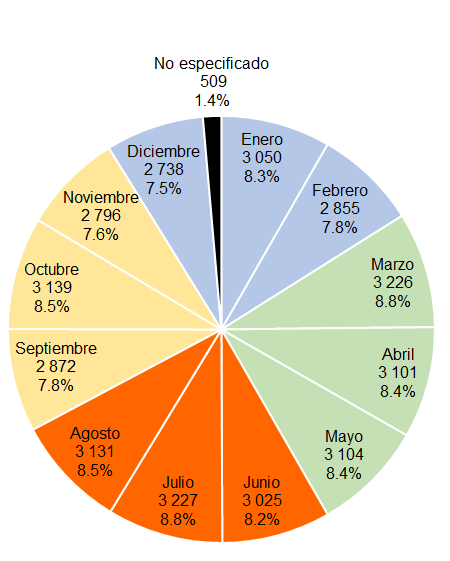 No especificado
509
1.4%
Enero
3 050
8.3%
Febrero
2 855
7.8%
Marzo
3 226
8.8%
Abril
3 101
8.4%
Mayo
3 104
8.4%
Junio
3 025
8.2%
Julio
3 227
8.8%
Agosto
3 131
8.5%
Septiembre
2 872
7.8%
Octubre
3 139
8.5%
Noviembre
2 796
7.6%
Diciembre
2 738
7.5%